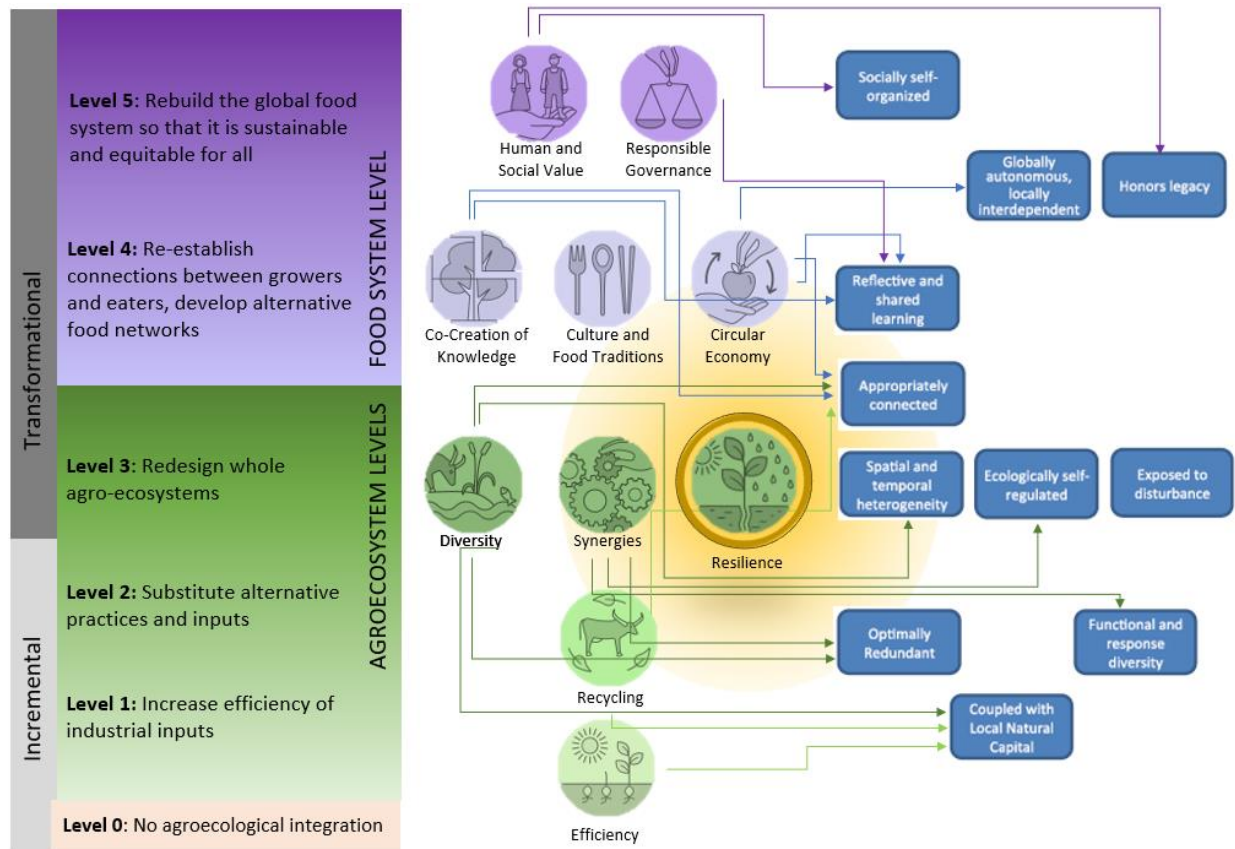 Transformational
Incremental
FOOD SYSTEM LEVEL
AGROECOSYSTEM LEVELS
Level 5: Rebuild the global food
system so that it is sustainable
and equitable for all
Level 4: Re-establish
connections between growers
and eaters, develop alternative
food networks
Level 3: Redesign whole
agro-ecosystems
Level 2: Substitute alternative
practices and inputs
Level 1: Increase efficiency of
industrial inputs
Level 0: No agroecological integration
Human and
Social Value
Responsible
Governance
Co-Creation of
Knowledge
Culture and
Food Traditions
Circular
Economy
Diversity
Synergies
Resilience
Recycling
Efficiency
Socially self-
organized
Globally
autonomous,
locally
interdependent
Honors legacy
Reflective and
shared
learning
Appropriately
connected
Spatial and
temporal
heterogeneity
Ecologically self-
regulated
Exposed to
disturbance
Optimally
Redundant
Functional and
response
diversity
Coupled with
Local Natural
Capital